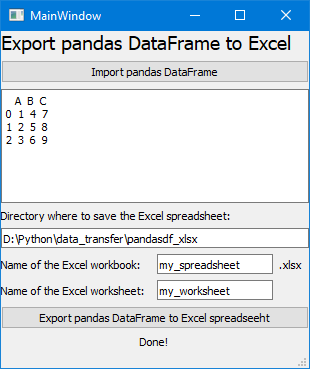 MainWindow
Export pandas DataFrame to Excel
Import pandas DataFrame
A B C
0 1 4 7
1 2 5 8
2 3 6 9
Directory where to save the Excel spreadsheet:
D:\Python\data_transfer\pandasdf_xlsx
Name of the Excel workbook: my_spreadsheet .xlsx
Name of the Excel worksheet: my_worksheet
Export pandas DataFrame to Excel spreadseeht
Done!